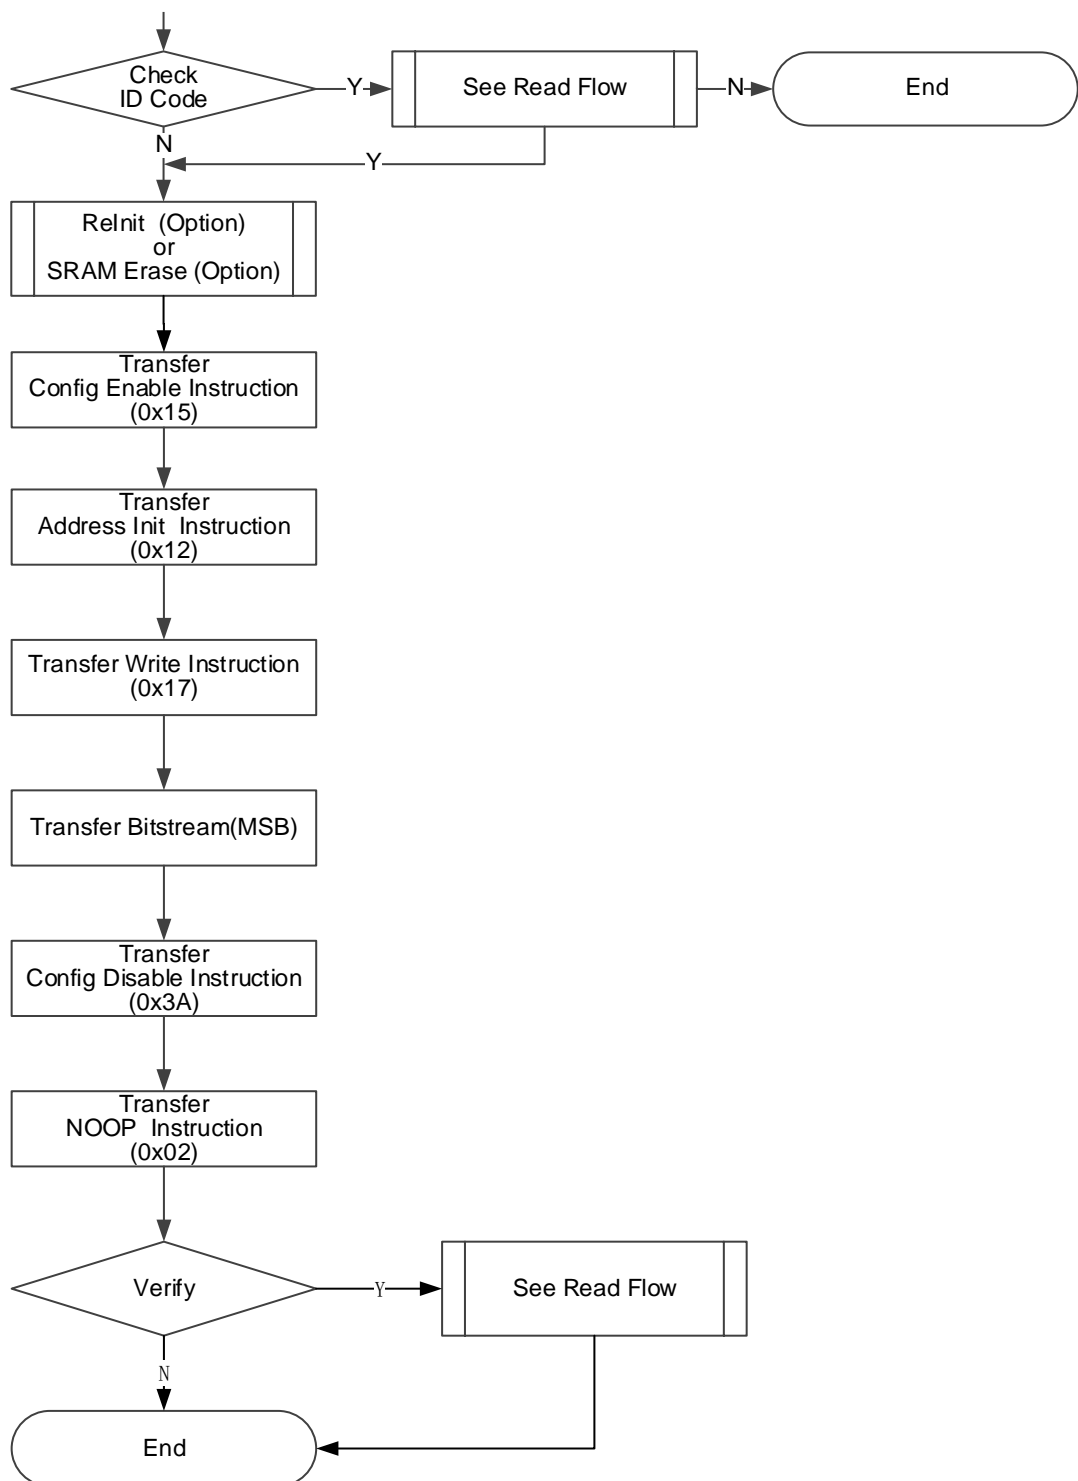 Check
ID Code
Y
See Read Flow
N
End
N
Y
ReInit (Option)
or
SRAM Erase (Option)
Transfer
Config Enable Instruction
(0x15)
Transfer
Address Init Instruction
(0x12)
Transfer Write Instruction
(0x17)
Transfer Bitstream(MSB)
Transfer
Config Disable Instruction
(0x3A)
Transfer
NOOP Instruction
(0x02)
Verify
Y
See Read Flow
N
End